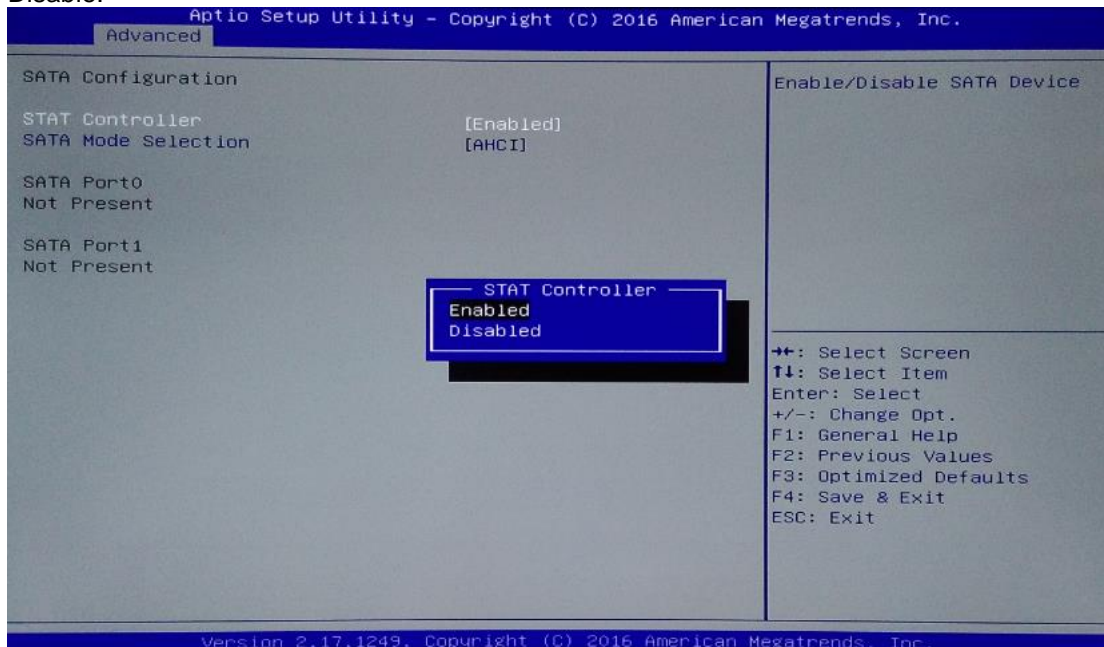 Disable.
Aptio Setup Utility – Copyright (C) 2016 American Megatrends, Inc.
Advanced
SATA Configuration
Enable/Disable SATA Device
STAT Controller [Enabled]
SATA Mode Selection [AHCI]
SATA Port0
Not Present
SATA Port1
Not Present
STAT Controller
Enabled
Disabled
→←: Select Screen
↑↓: Select Item
Enter: Select
+/-: Change Opt.
F1: General Help
F2: Previous Values
F3: Optimized Defaults
F4: Save & Exit
ESC: Exit
Version 2.17.1249. Copyright (C) 2016 American Megatrends, Inc.